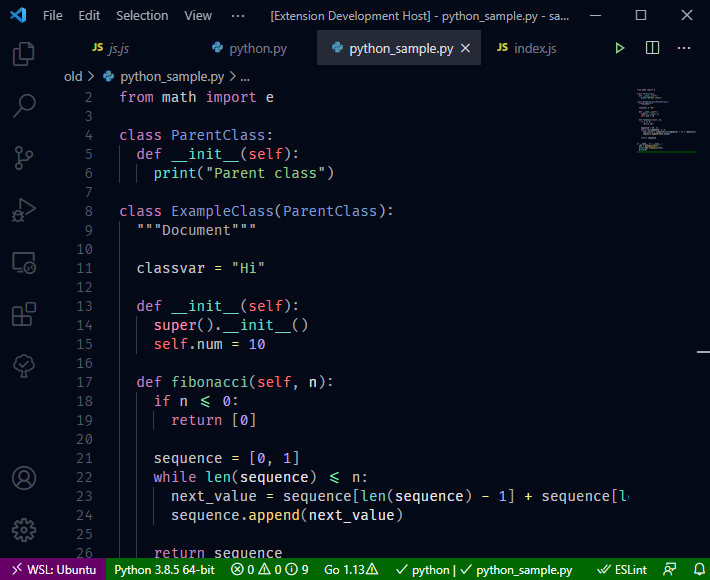 File Edit Selection View ··· [Extension Development Host] - python_sample.py - sa...
JS js.js python.py python_sample.py JS index.js ···
old > python_sample.py > ...
2 from math import e
3
4 class ParentClass:
5 def __init__(self):
6 print("Parent class")
7
8 class ExampleClass(ParentClass):
9 """Document"""
10
11 classvar = "Hi"
12
13 def __init__(self):
14 super().__init__()
15 self.num = 10
16
17 def fibonacci(self, n):
18 if n ⩽ 0:
19 return [0]
20
21 sequence = [0, 1]
22 while len(sequence) ⩽ n:
23 next_value = sequence[len(sequence) - 1] + sequence[le
24 sequence.append(next_value)
25
26 return sequence
WSL: Ubuntu Python 3.8.5 64-bit 0 0 9 Go 1.13 python | python_sample.py ESLint